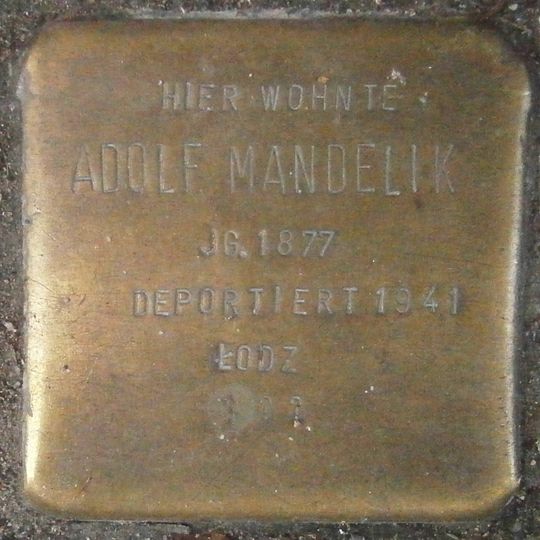 HIER WOHNTE
ADOLF MANDELIK
JG. 1877
DEPORTIERT 1941
ŁODZ
? ? ?